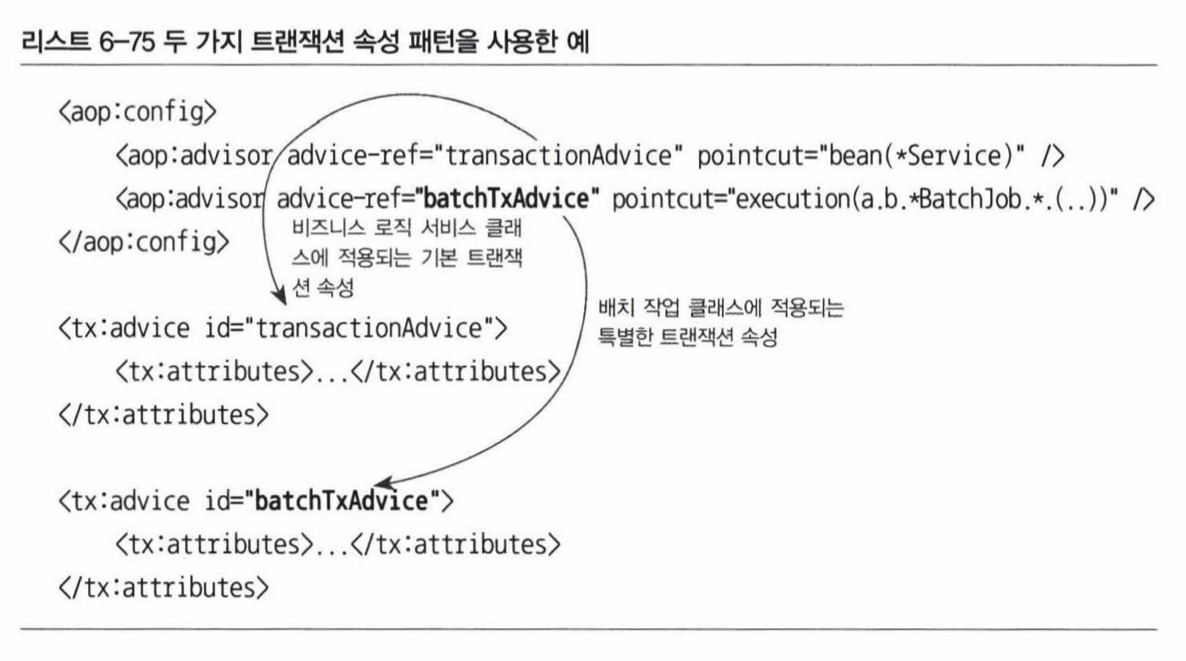 리스트 6-75 두 가지 트랜잭션 속성 패턴을 사용한 예
<aop:config>
<aop:advisor advice-ref="transactionAdvice" pointcut="bean(*Service)" />
<aop:advisor advice-ref="batchTxAdvice" pointcut="execution(a.b.*BatchJob.*.(..))" />
</aop:config>
비즈니스 로직 서비스 클래
스에 적용되는 기본 트랜잭
션 속성
배치 작업 클래스에 적용되는
특별한 트랜잭션 속성
<tx:advice id="transactionAdvice">
<tx:attributes>...</tx:attributes>
</tx:attributes>
<tx:advice id="batchTxAdvice">
<tx:attributes>...</tx:attributes>
</tx:attributes>